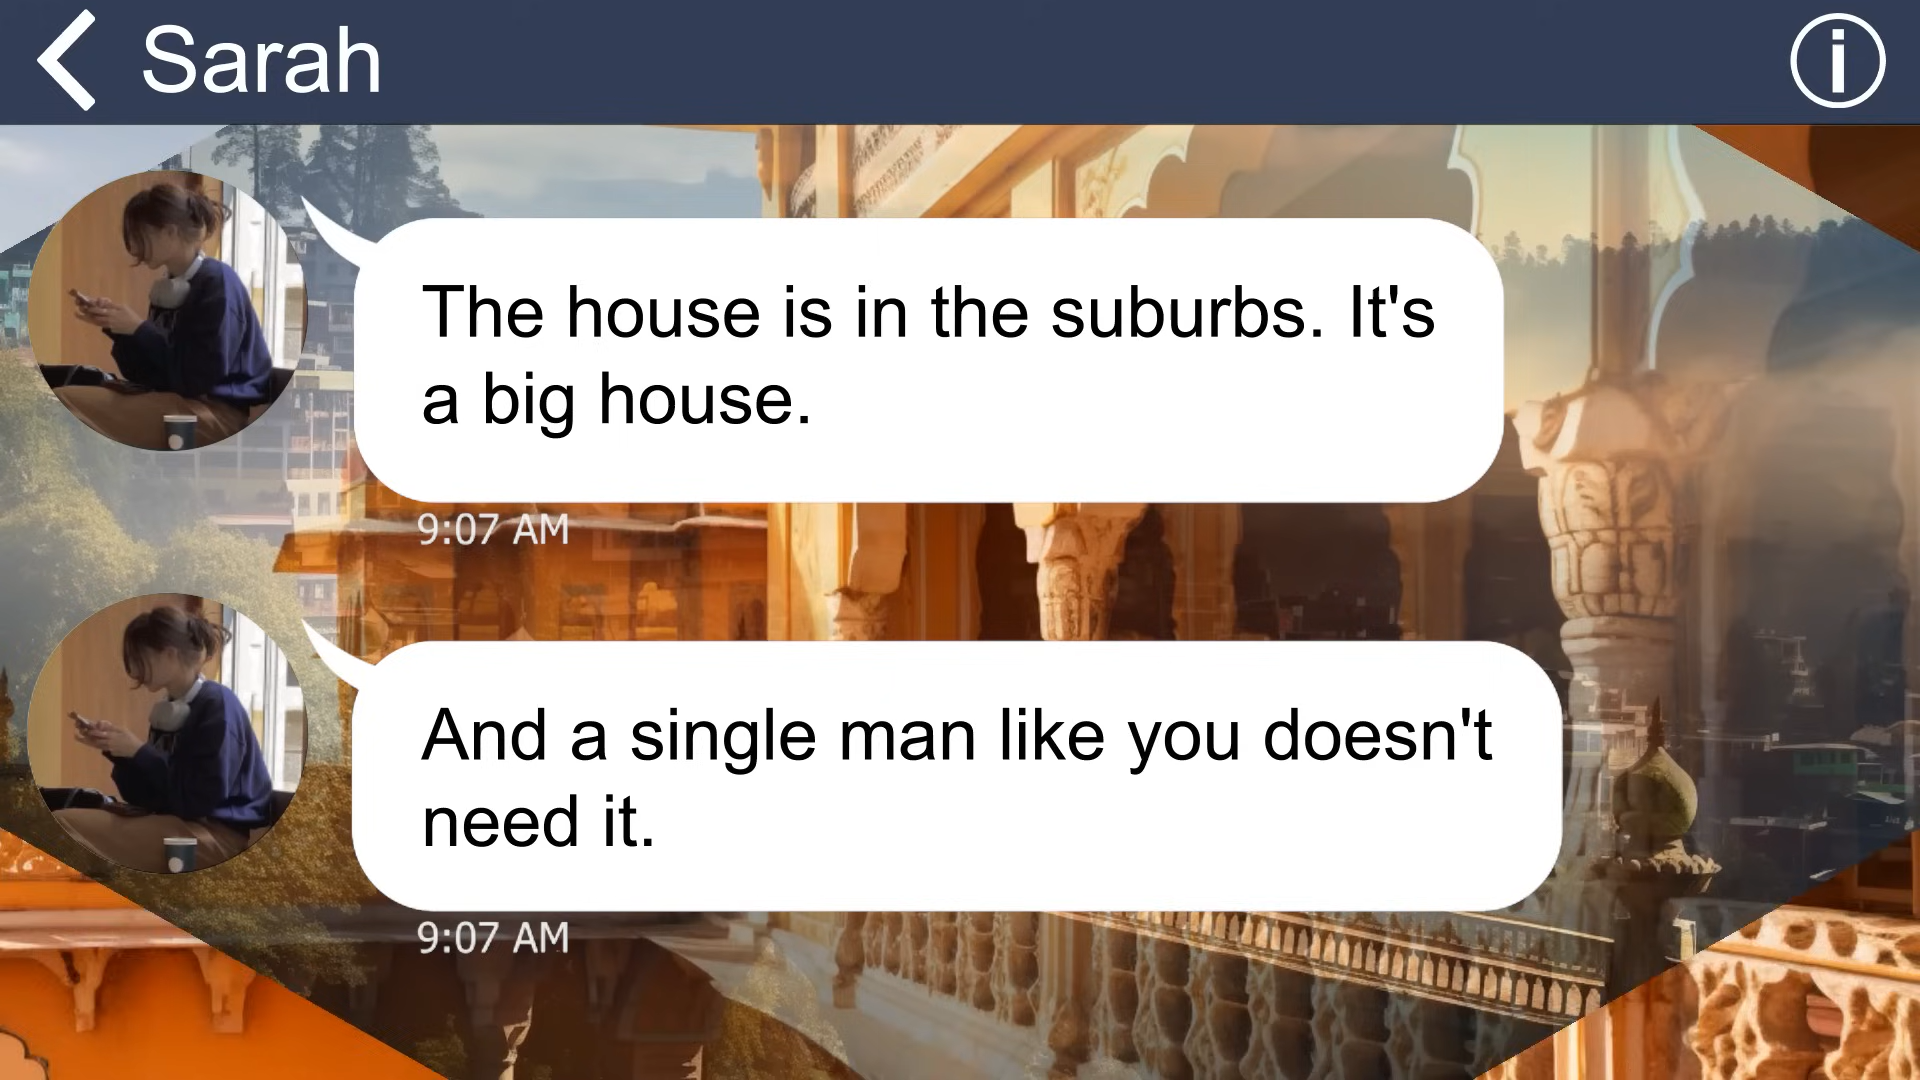 Sarah
The house is in the suburbs. It's
a big house.
9:07 AM
And a single man like you doesn't
need it.
9:07 AM